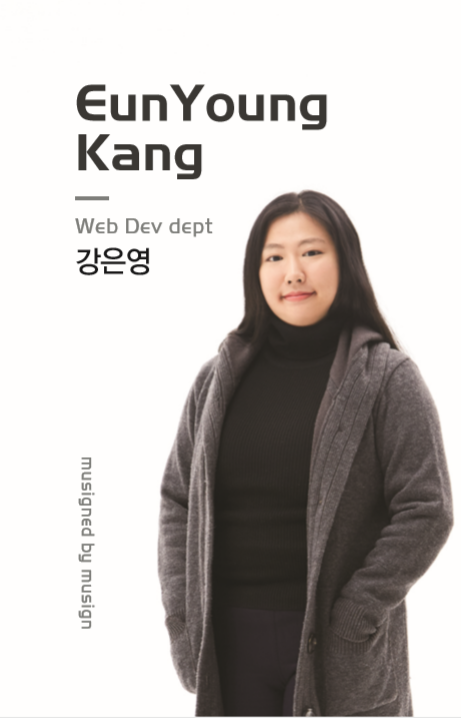 EunYoung
Kang
Web Dev dept
강은영
musigned by musign